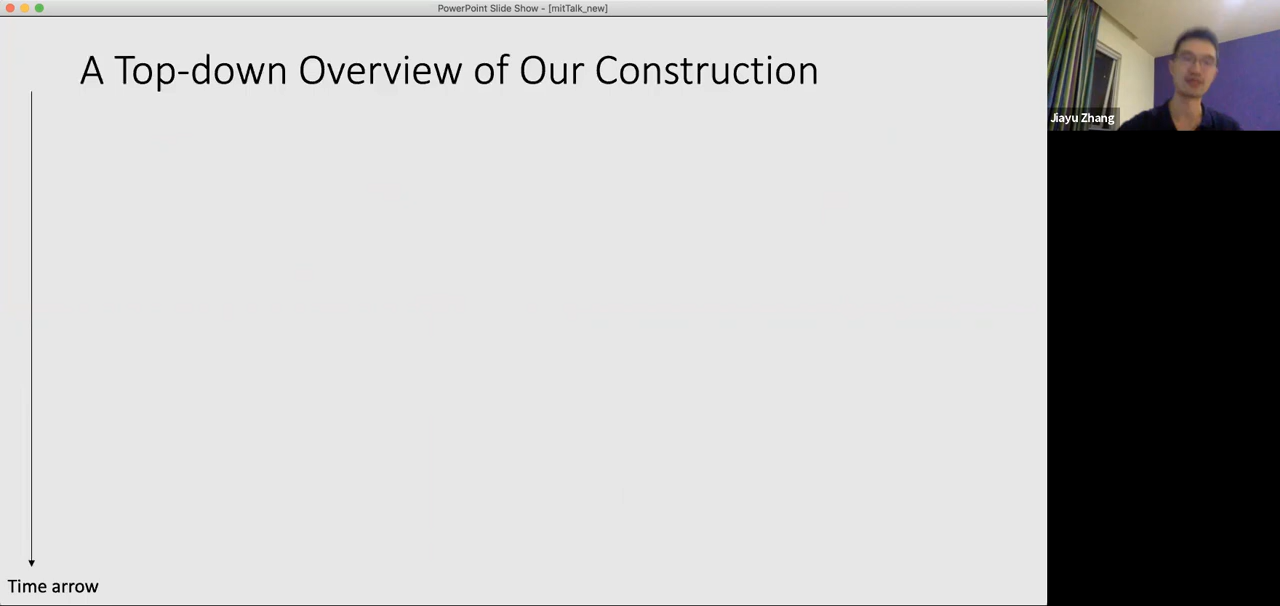 PowerPoint Slide Show - [mitTalk_new]
A Top-down Overview of Our Construction
Jiayu Zhang
Time arrow